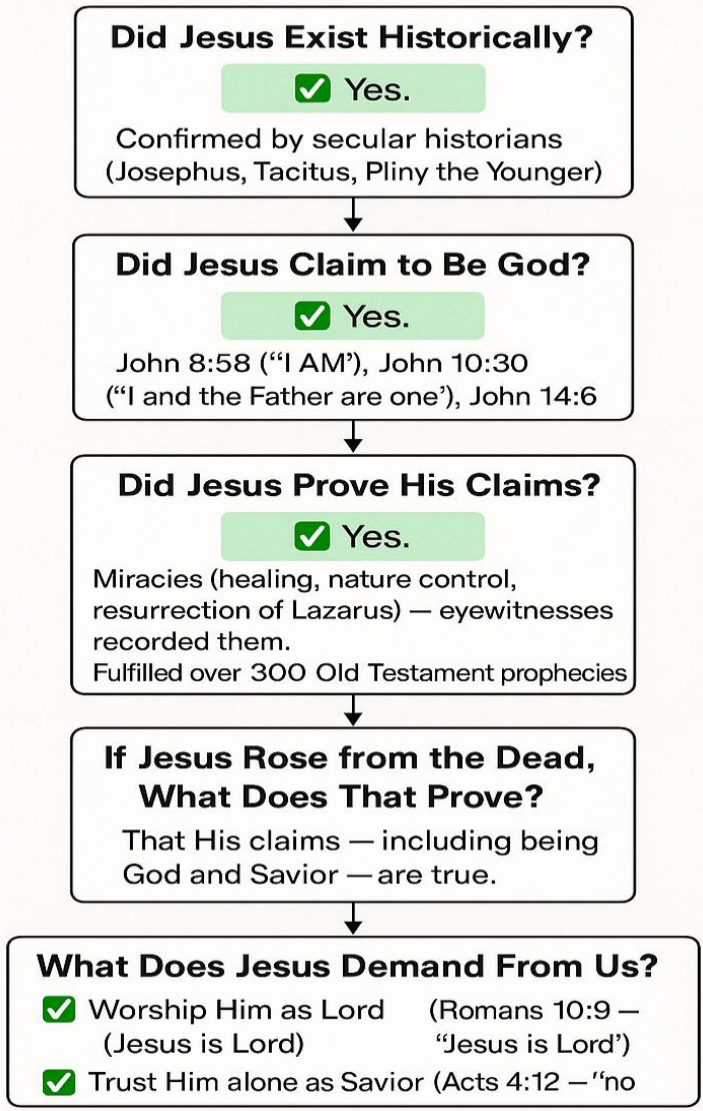 Did Jesus Exist Historically?
✅ Yes.
Confirmed by secular historians
(Josephus, Tacitus, Pliny the Younger)
Did Jesus Claim to Be God?
✅ Yes.
John 8:58 (“I AM’), John 10:30
(“I and the Father are one’), John 14:6
Did Jesus Prove His Claims?
✅ Yes.
Miracies (healing, nature control,
resurrection of Lazarus) — eyewitnesses
recorded them.
Fulfilled over 300 Old Testament prophecies
If Jesus Rose from the Dead,
What Does That Prove?
That His claims — including being
God and Savior — are true.
What Does Jesus Demand From Us?
✅ Worship Him as Lord (Romans 10:9 —
(Jesus is Lord) “Jesus is Lord’)
✅ Trust Him alone as Savior (Acts 4:12 — “no